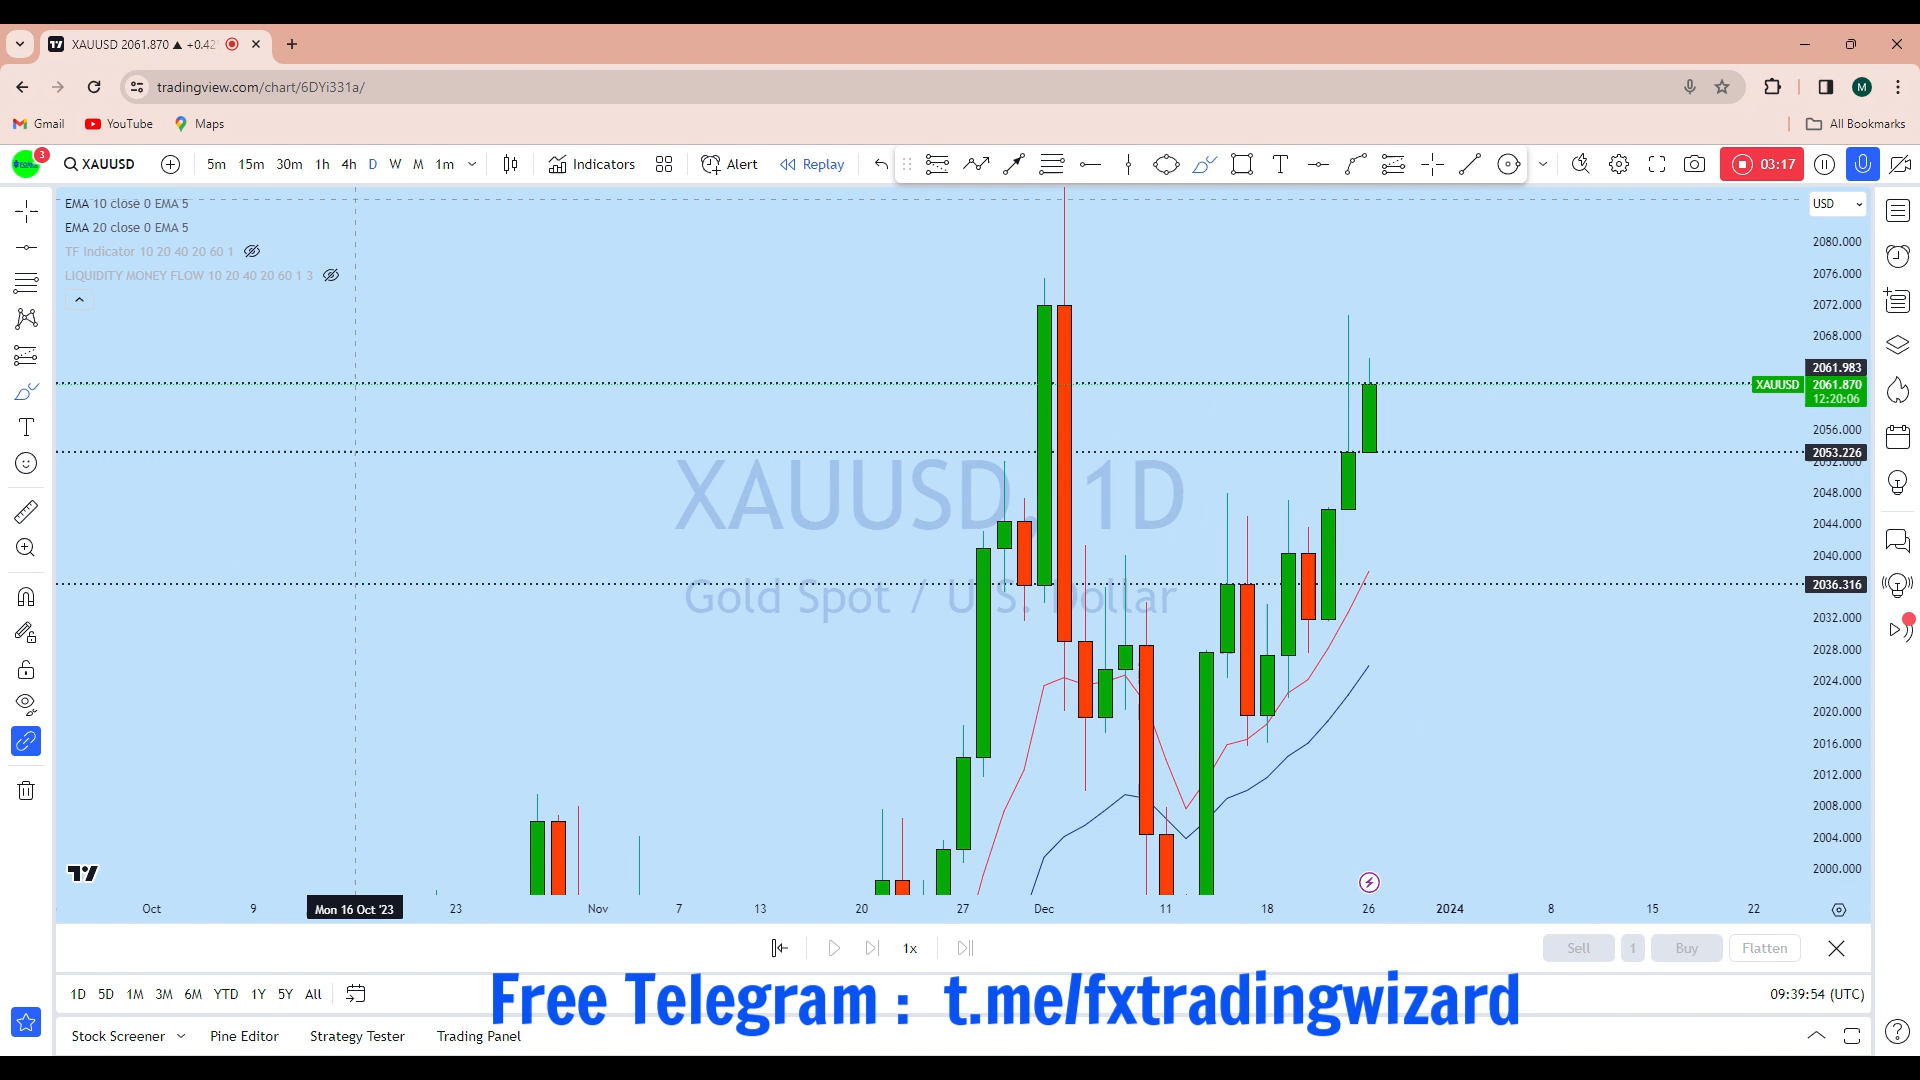 XAUUSD 2061.870 ▲ +0.42
tradingview.com/chart/6DYi331a/
M
Gmail YouTube Maps
All Bookmarks
3 XAUUSD 5m 15m 30m 1h 4h D W M 1m Indicators Alert Replay 03:17
EMA 10 close 0 EMA 5
EMA 20 close 0 EMA 5
TF Indicator 10 20 40 20 60 1
LIQUIDITY MONEY FLOW 10 20 40 20 60 1 3
USD
2080.000
2076.000
2072.000
2068.000
2061.983
XAUUSD 2061.870
12:20:06
2056.000
2053.226
2052.000
2048.000
2044.000
2040.000
2036.316
2032.000
2028.000
2024.000
2020.000
2016.000
2012.000
2008.000
2004.000
2000.000
XAUUSD, 1D
Gold Spot / U.S. Dollar
Oct 9 Mon 16 Oct '23 23 Nov 7 13 20 27 Dec 11 18 26 2024 8 15 22
1x
Sell 1 Buy Flatten
1D 5D 1M 3M 6M YTD 1Y 5Y All
09:39:54 (UTC)
Free Telegram : t.me/fxtradingwizard
Stock Screener Pine Editor Strategy Tester Trading Panel